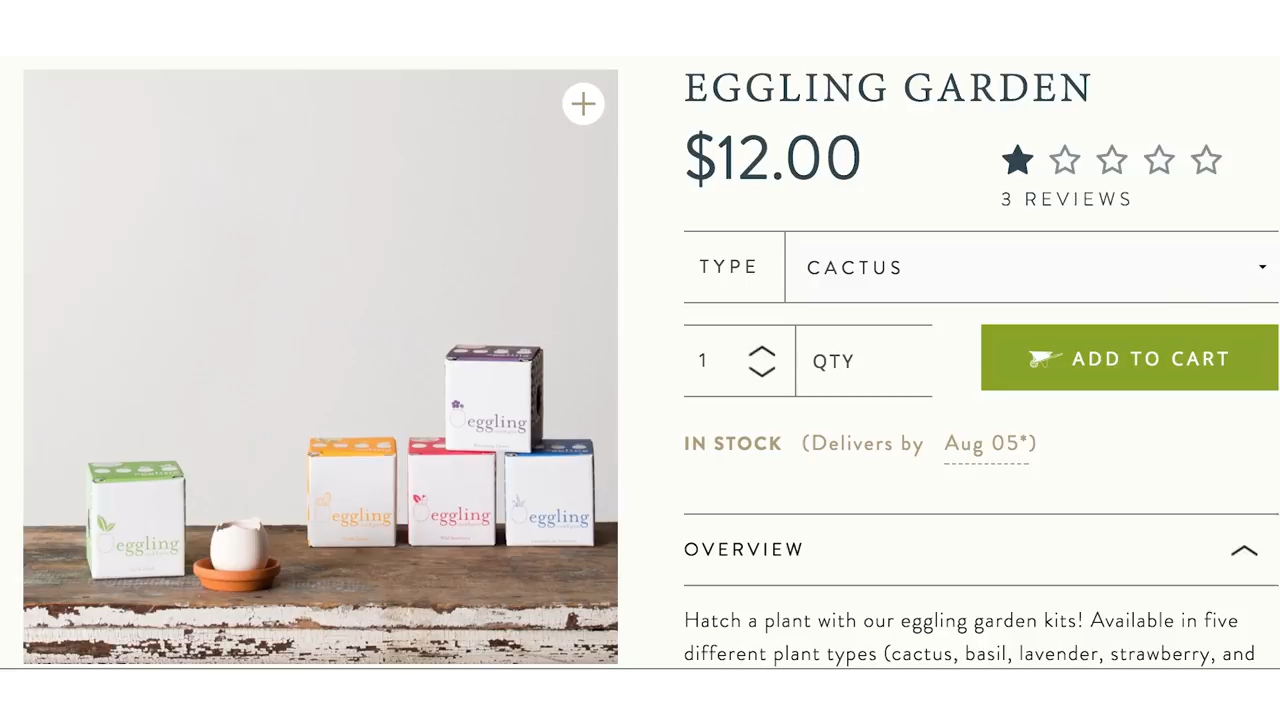 EGGLING GARDEN
$12.00
3 REVIEWS
TYPE CACTUS
1 QTY
ADD TO CART
IN STOCK (Delivers by Aug 05*)
OVERVIEW
Hatch a plant with our eggling garden kits! Available in five
different plant types (cactus, basil, lavender, strawberry, and
eggling
eggling
eggling
eggling
eggling